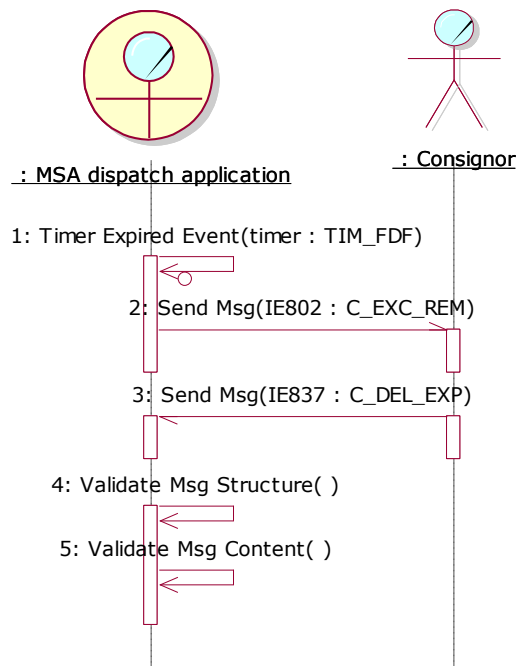 : MSA dispatch application
: Consignor
1: Timer Expired Event(timer : TIM_FDF)
2: Send Msg(IE802 : C_EXC_REM)
3: Send Msg(IE837 : C_DEL_EXP)
4: Validate Msg Structure( )
5: Validate Msg Content( )